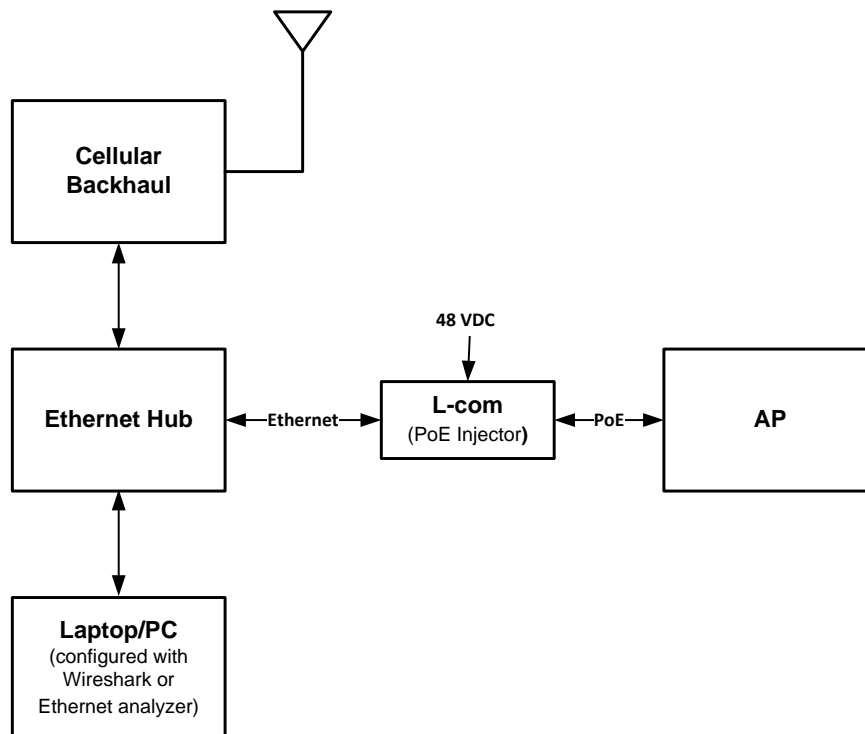 Cellular
Backhaul
48 VDC
Ethernet Hub
Ethernet
L-com
(PoE Injector)
PoE
AP
Laptop/PC
(configured with
Wireshark or
Ethernet analyzer)